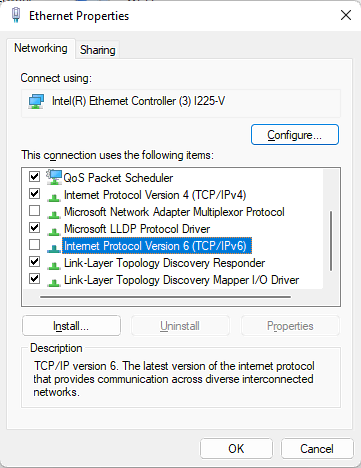 Ethernet Properties
Networking
Sharing
Connect using:
Intel(R) Ethernet Controller (3) I225-V
Configure...
This connection uses the following items:
QoS Packet Scheduler
Internet Protocol Version 4 (TCP/IPv4)
Microsoft Network Adapter Multiplexor Protocol
Microsoft LLDP Protocol Driver
Internet Protocol Version 6 (TCP/IPv6)
Link-Layer Topology Discovery Responder
Link-Layer Topology Discovery Mapper I/O Driver
Install...
Uninstall
Properties
Description
TCP/IP version 6. The latest version of the internet protocol
that provides communication across diverse interconnected
networks.
OK
Cancel